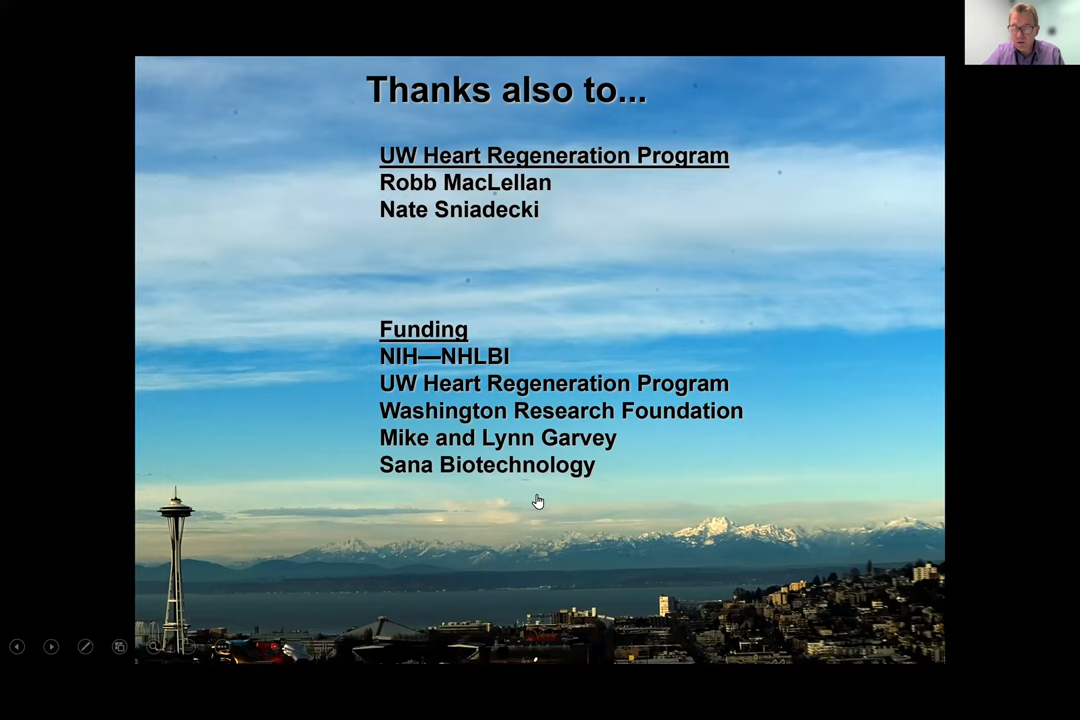 Thanks also to...
UW Heart Regeneration Program
Robb MacLellan
Nate Sniadecki
Funding
NIH—NHLBI
UW Heart Regeneration Program
Washington Research Foundation
Mike and Lynn Garvey
Sana Biotechnology